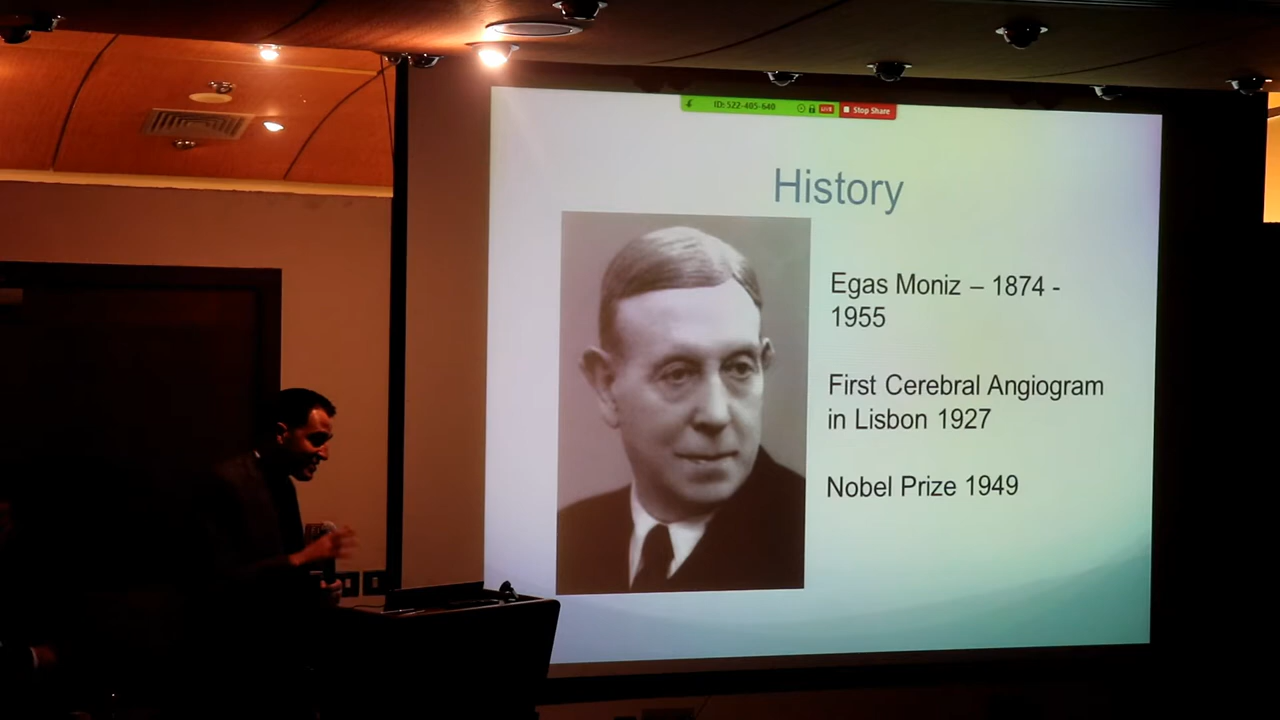 ID: 522-405-640 LIVE Stop Share
History
Egas Moniz – 1874 -
1955
First Cerebral Angiogram
in Lisbon 1927
Nobel Prize 1949